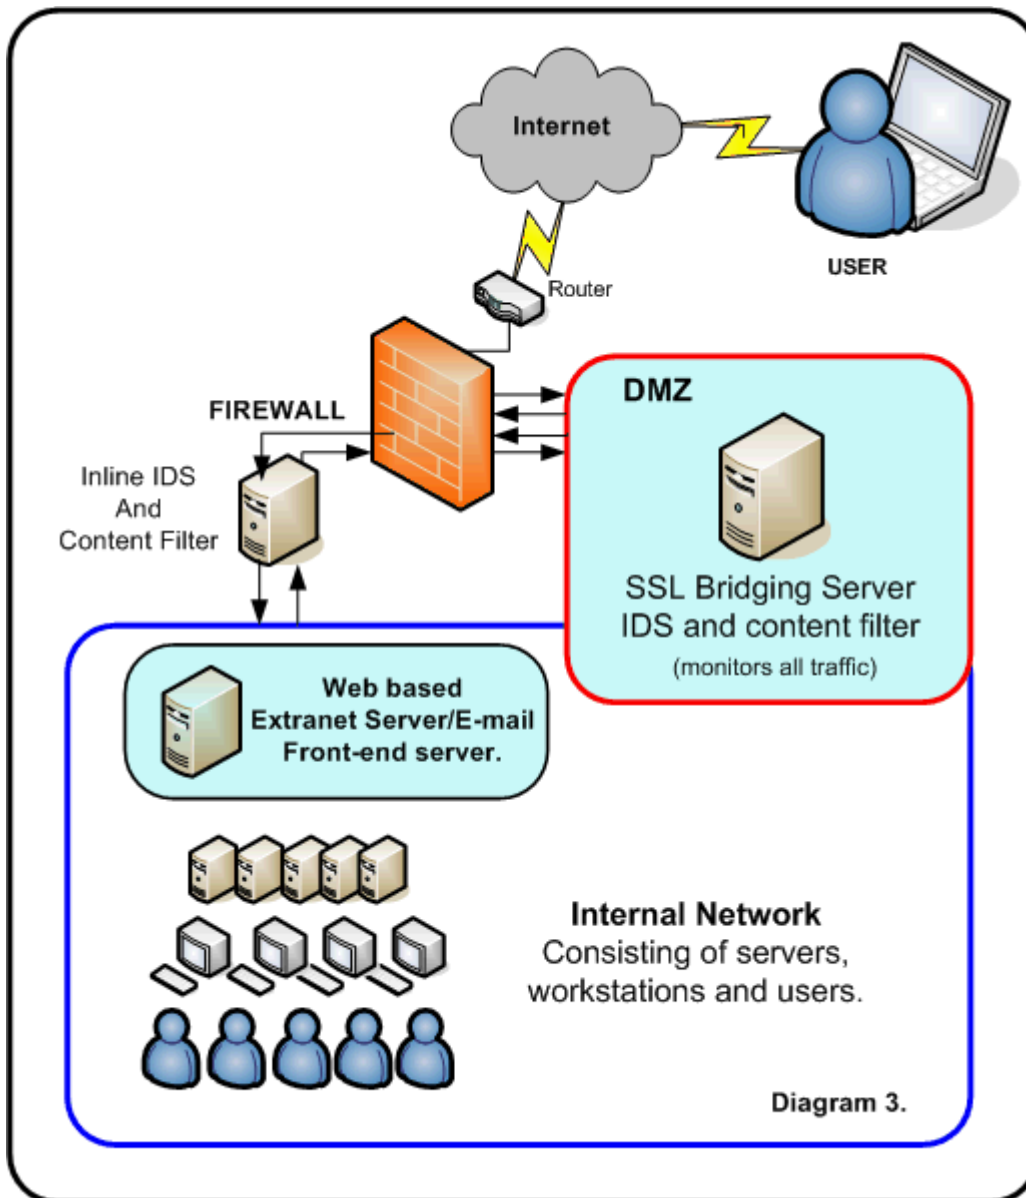 Internet
USER
Router
FIREWALL
DMZ
Inline IDS
And
Content Filter
SSL Bridging Server
IDS and content filter
(monitors all traffic)
Web based
Extranet Server/E-mail
Front-end server.
Internal Network
Consisting of servers,
workstations and users.
Diagram 3.